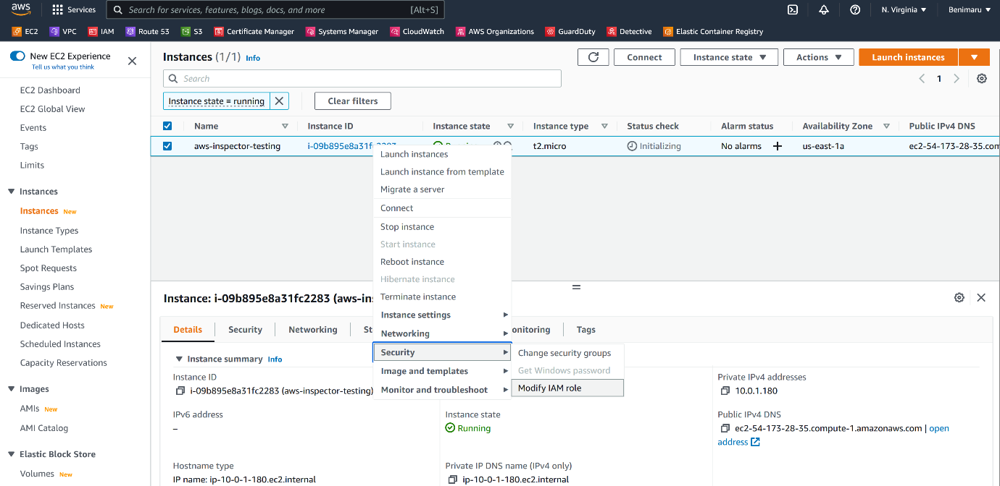 aws Services Search for services, features, blogs, docs, and more [Alt+S] N. Virginia Benimaru
EC2 VPC IAM Route 53 S3 Certificate Manager Systems Manager CloudWatch AWS Organizations GuardDuty Detective Elastic Container Registry
New EC2 Experience
Tell us what you think
EC2 Dashboard
EC2 Global View
Events
Tags
Limits
Instances
Instances New
Instance Types
Launch Templates
Spot Requests
Savings Plans
Reserved Instances New
Dedicated Hosts
Scheduled Instances
Capacity Reservations
Images
AMIs New
AMI Catalog
Elastic Block Store
Volumes New
Instances (1/1) Info Connect Instance state Actions Launch instances
Search 1
Instance state = running Clear filters
Name Instance ID Instance state Instance type Status check Alarm status Availability Zone Public IPv4 DNS
aws-inspector-testing i-09b895e8a31fc2283 Running t2.micro Initializing No alarms us-east-1a ec2-54-173-28-35.com
Launch instances
Launch instance from template
Migrate a server
Connect
Stop instance
Start instance
Reboot instance
Hibernate instance
Terminate instance
Instance settings
Networking
Security
Image and templates
Monitor and troubleshoot
Change security groups
Get Windows password
Modify IAM role
Instance: i-09b895e8a31fc2283 (aws-ins
Details Security Networking St onitoring Tags
Instance summary Info
Instance ID
i-09b895e8a31fc2283 (aws-inspector-testing)
Private IPv4 addresses
10.0.1.180
IPv6 address
–
Instance state
Running
Public IPv4 DNS
ec2-54-173-28-35.compute-1.amazonaws.com | open
address
Hostname type
IP name: ip-10-0-1-180.ec2.internal
Private IP DNS name (IPv4 only)
ip-10-0-1-180.ec2.internal